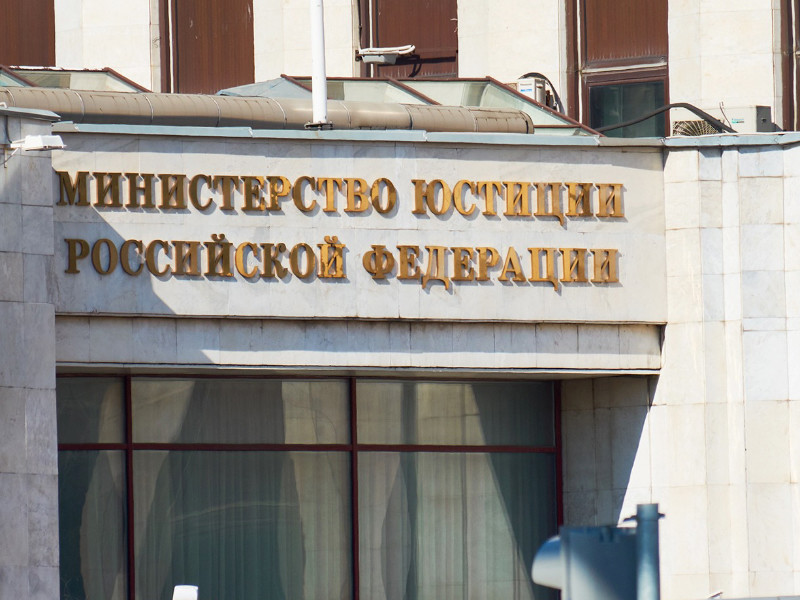 МИНИСТЕРСТВО ЮСТИЦИИ
РОССИЙСКОЙ ФЕДЕРАЦИИ